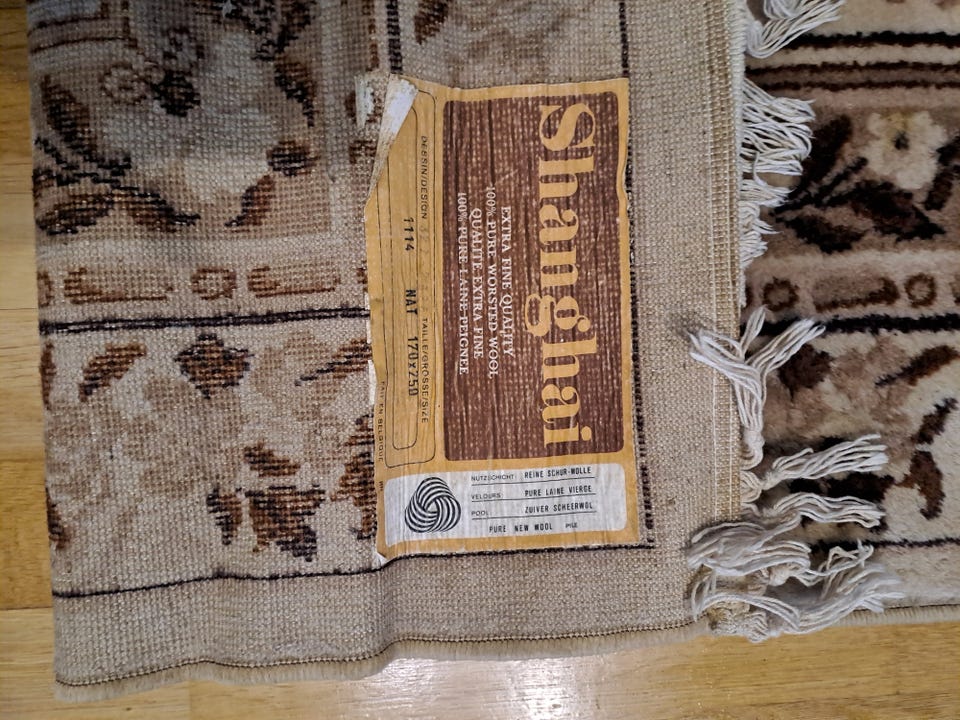 Shanghai
EXTRA FINE QUALITY
100% PURE WORSTED WOOL
QUALITE EXTRA-FINE
100% PURE LAINE PEIGNEE
DESSIN/DESIGN TAILLE/GROSSE/SIZE
1114 NAT 170x250
FAIT EN BELGIQUE
NUTZSCHICHT: REINE SCHUR-WOLLE
VELOURS: PURE LAINE VIERGE
POOL: ZUIVER SCHEERWOL
PURE NEW WOOL PILE